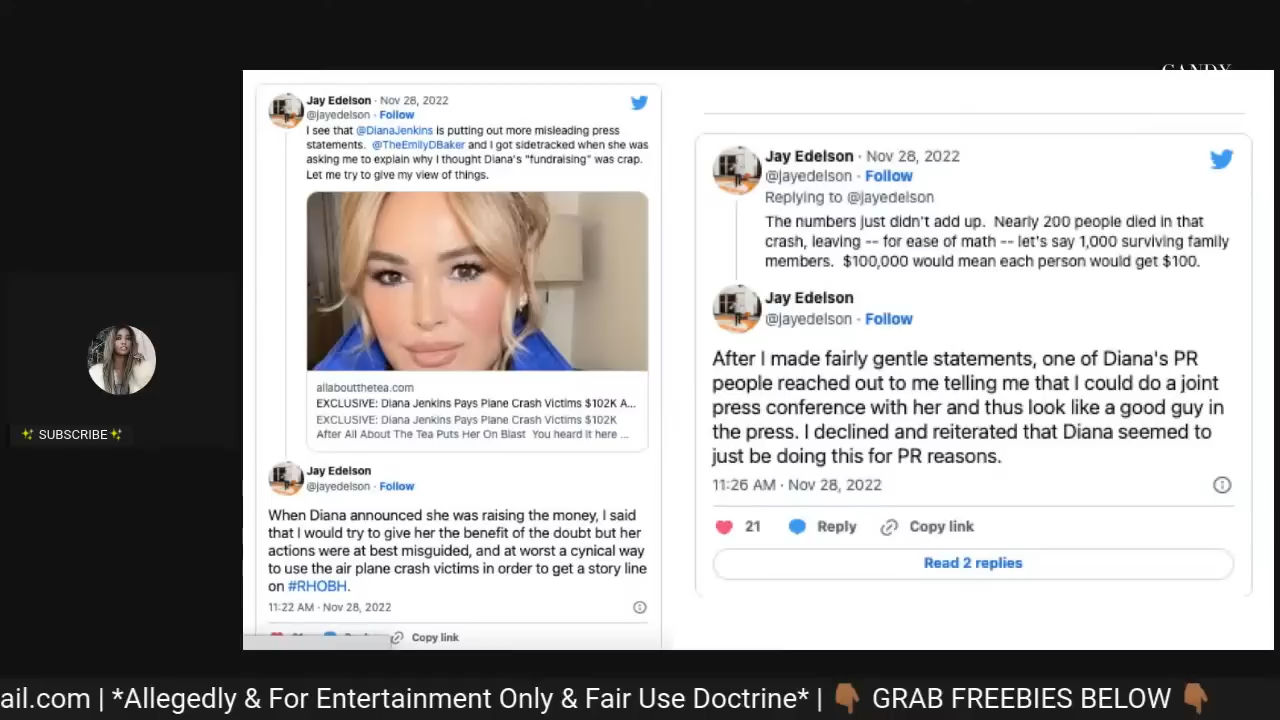 CANDY
Jay Edelson · Nov 28, 2022
@jayedelson · Follow
I see that @DianaJenkins is putting out more misleading press
statements. @TheEmilyDBaker and I got sidetracked when she was
asking me to explain why I thought Diana's "fundraising" was crap.
Let me try to give my view of things.
allaboutthetea.com
EXCLUSIVE: Diana Jenkins Pays Plane Crash Victims $102K A...
EXCLUSIVE: Diana Jenkins Pays Plane Crash Victims $102K
After All About The Tea Puts Her On Blast You heard it here ...
Jay Edelson
@jayedelson · Follow
When Diana announced she was raising the money, I said
that I would try to give her the benefit of the doubt but her
actions were at best misguided, and at worst a cynical way
to use the air plane crash victims in order to get a story line
on #RHOBH.
11:22 AM · Nov 28, 2022
Copy link
Jay Edelson · Nov 28, 2022
@jayedelson · Follow
Replying to @jayedelson
The numbers just didn't add up. Nearly 200 people died in that
crash, leaving -- for ease of math -- let's say 1,000 surviving family
members. $100,000 would mean each person would get $100.
Jay Edelson
@jayedelson · Follow
After I made fairly gentle statements, one of Diana's PR
people reached out to me telling me that I could do a joint
press conference with her and thus look like a good guy in
the press. I declined and reiterated that Diana seemed to
just be doing this for PR reasons.
11:26 AM · Nov 28, 2022
21 Reply Copy link
Read 2 replies
✨ SUBSCRIBE ✨
ail.com | *Allegedly & For Entertainment Only & Fair Use Doctrine* | 👇🏾 GRAB FREEBIES BELOW 👇🏾